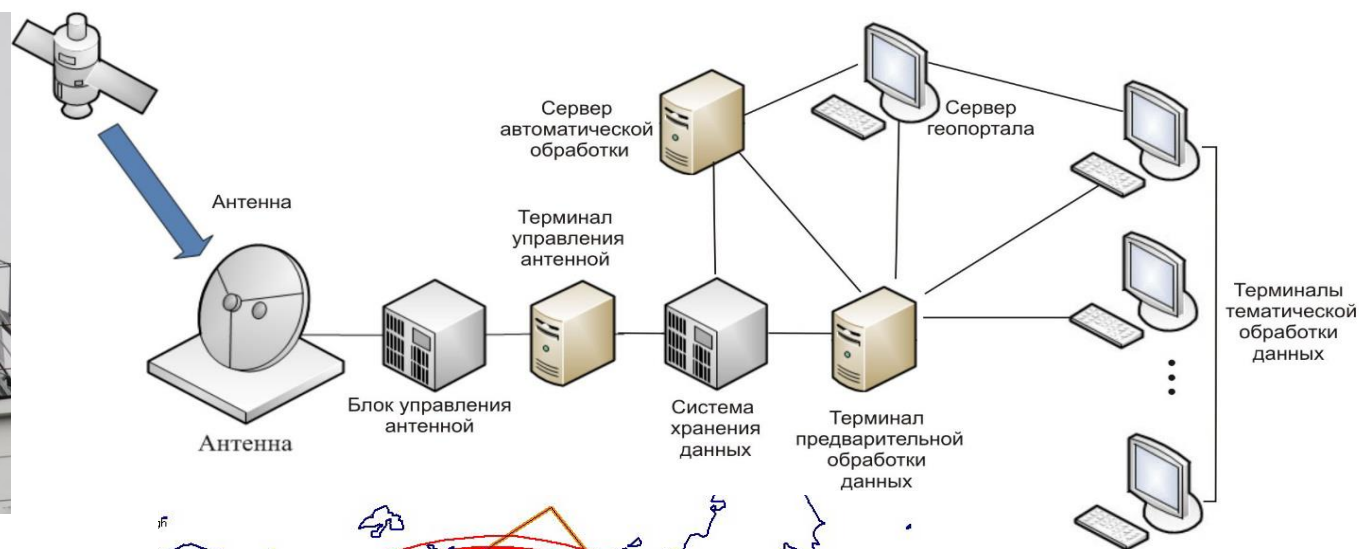 Сервер
автоматической
обработки
Сервер
геопортала
Антенна
Терминал
управления
антенной
Терминалы
тематической
обработки
данных
Блок управления
антенной
Система
хранения
данных
Терминал
предварительной
обработки
данных
Антенна